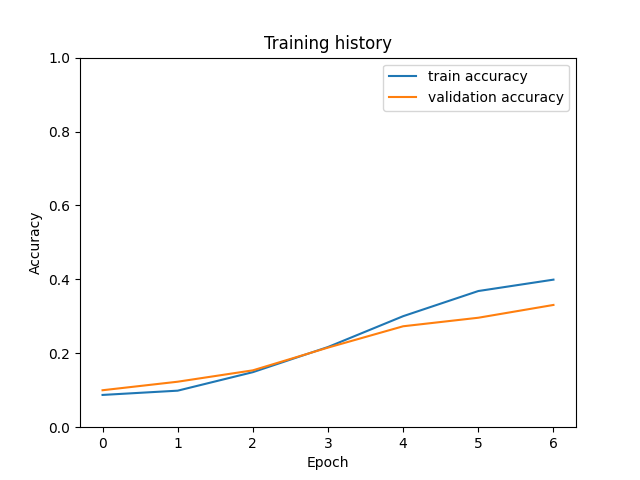 Training history
train accuracy
validation accuracy
1.0
0.8
0.6
0.4
0.2
0.0
Accuracy
0 1 2 3 4 5 6
Epoch